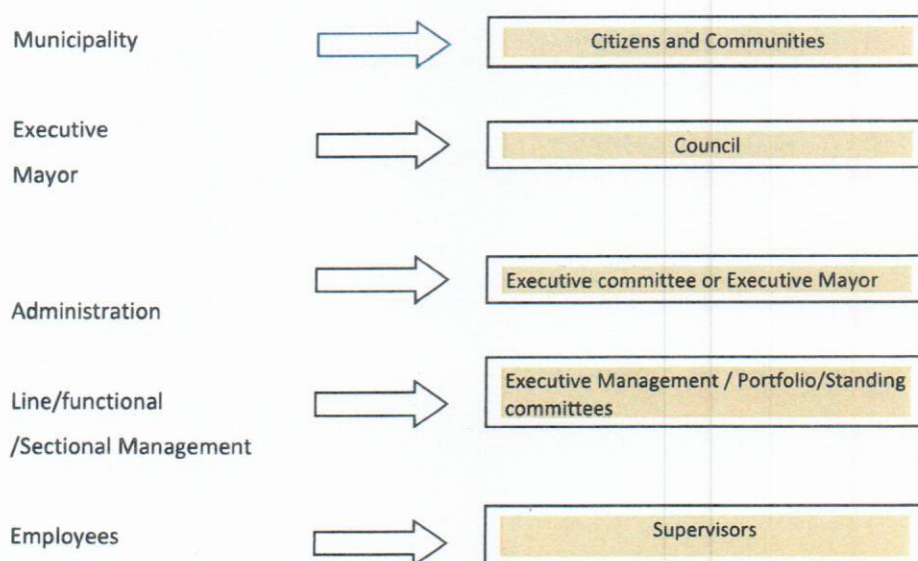 Municipality
Citizens and Communities
Executive
Mayor
Council
Executive committee or Executive Mayor
Administration
Line/functional
/Sectional Management
Executive Management / Portfolio/Standing
committees
Employees
Supervisors